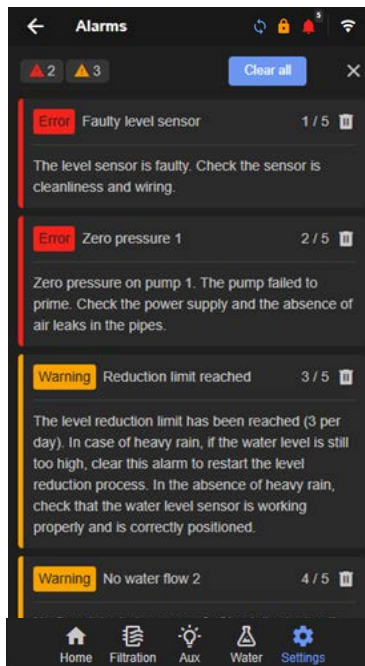 Alarms
5
2
3
Clear all
Error Faulty level sensor 1 / 5
The level sensor is faulty. Check the sensor is
cleanliness and wiring.
Error Zero pressure 1 2 / 5
Zero pressure on pump 1. The pump failed to
prime. Check the power supply and the absence of
air leaks in the pipes.
Warning Reduction limit reached 3 / 5
The level reduction limit has been reached (3 per
day). In case of heavy rain, if the water level is still
too high, clear this alarm to restart the level
reduction process. In the absence of heavy rain,
check that the water level sensor is working
properly and is correctly positioned.
Warning No water flow 2 4 / 5
Home Filtration Aux Water Settings